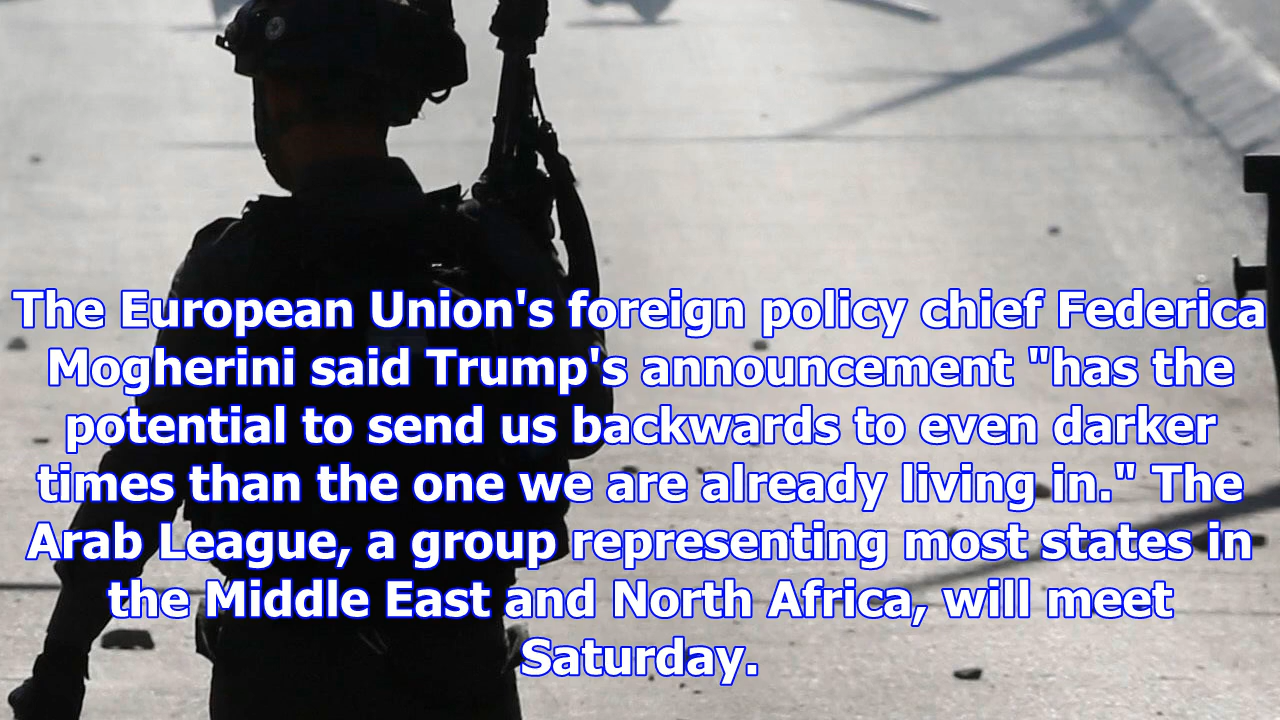 The European Union's foreign policy chief Federica
Mogherini said Trump's announcement "has the
potential to send us backwards to even darker
times than the one we are already living in." The
Arab League, a group representing most states in
the Middle East and North Africa, will meet
Saturday.